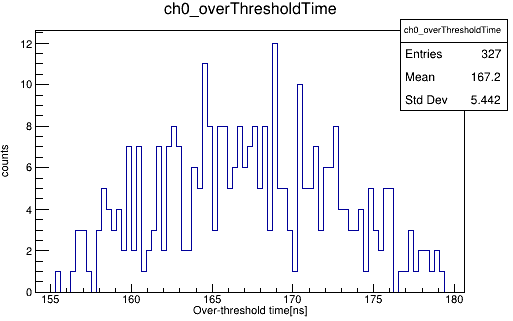 ch0_overThresholdTime
ch0_overThresholdTime
Entries 327
Mean 167.2
Std Dev 5.442
counts
12
10
8
6
4
2
0
155 160 165 170 175 180
Over-threshold time[ns]